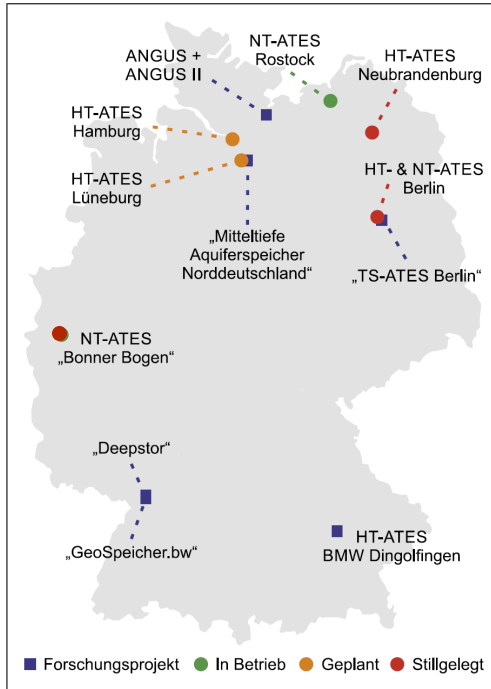 NT-ATES
Rostock
ANGUS +
ANGUS II
HT-ATES
Neubrandenburg
HT-ATES
Hamburg
HT-ATES
Lüneburg
HT- & NT-ATES
Berlin
„Mitteltiefe
Aquiferspeicher
Norddeutschland“
„TS-ATES Berlin“
NT-ATES
„Bonner Bogen“
„Deepstor“
„GeoSpeicher.bw“
HT-ATES
BMW Dingolfingen
Forschungsprojekt
In Betrieb
Geplant
Stillgelegt